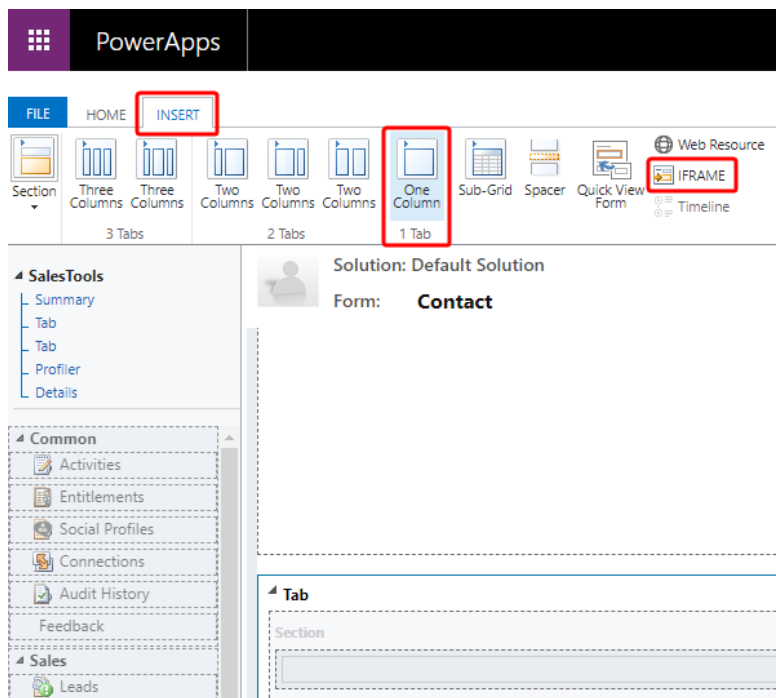 PowerApps
FILE HOME INSERT
Section
Three Columns
Three Columns
3 Tabs
Two Columns
Two Columns
Two Columns
2 Tabs
One Column
1 Tab
Sub-Grid
Spacer
Quick View Form
Web Resource
IFRAME
Timeline
SalesTools
Summary
Tab
Tab
Profiler
Details
Common
Activities
Entitlements
Social Profiles
Connections
Audit History
Feedback
Sales
Leads
Solution: Default Solution
Form: Contact
Tab
Section